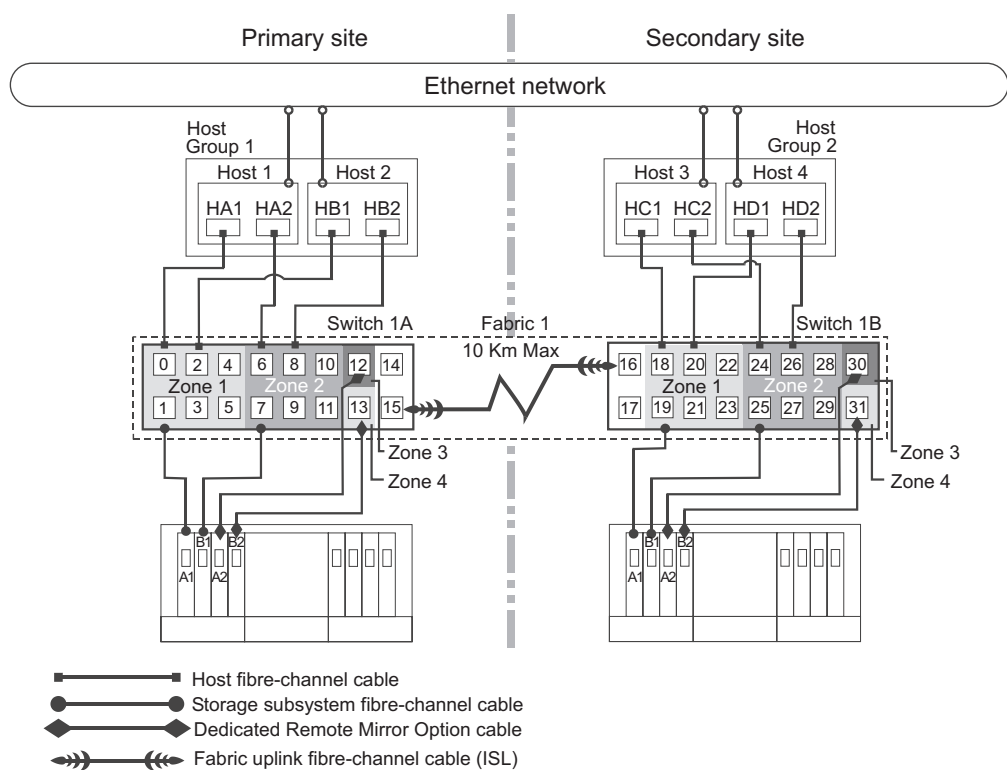 Primary site
Secondary site
Ethernet network
Host
Group 1
Host
Group 2
Host 1
Host 2
Host 3
Host 4
HA1
HA2
HB1
HB2
HC1
HC2
HD1
HD2
Switch 1A
Fabric 1
Switch 1B
10 Km Max
0
2
4
6
8
10
12
14
16
18
20
22
24
26
28
30
Zone 1
Zone 2
Zone 1
Zone 2
1
3
5
7
9
11
13
15
17
19
21
23
25
27
29
31
Zone 3
Zone 4
Zone 3
Zone 4
A1
B1
A2
B2
A1
B1
A2
B2
Host fibre-channel cable
Storage subsystem fibre-channel cable
Dedicated Remote Mirror Option cable
Fabric uplink fibre-channel cable (ISL)